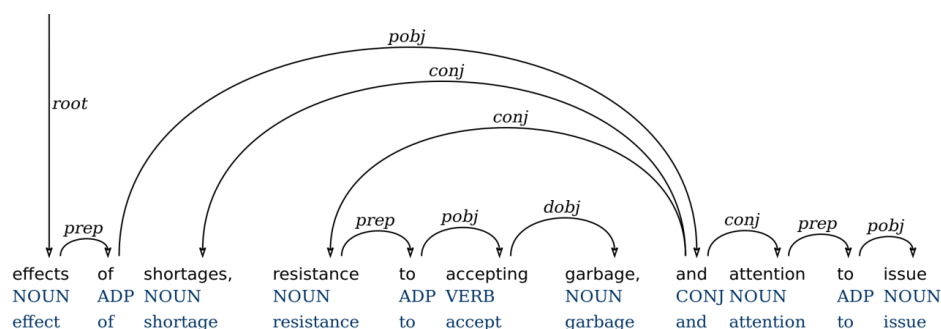 pobj
conj
root
conj
prep prep pobj dobj conj prep pobj
effects of shortages, resistance to accepting garbage, and attention to issue
NOUN ADP NOUN NOUN ADP VERB NOUN CONJ NOUN ADP NOUN
effect of shortage resistance to accept garbage and attention to issue